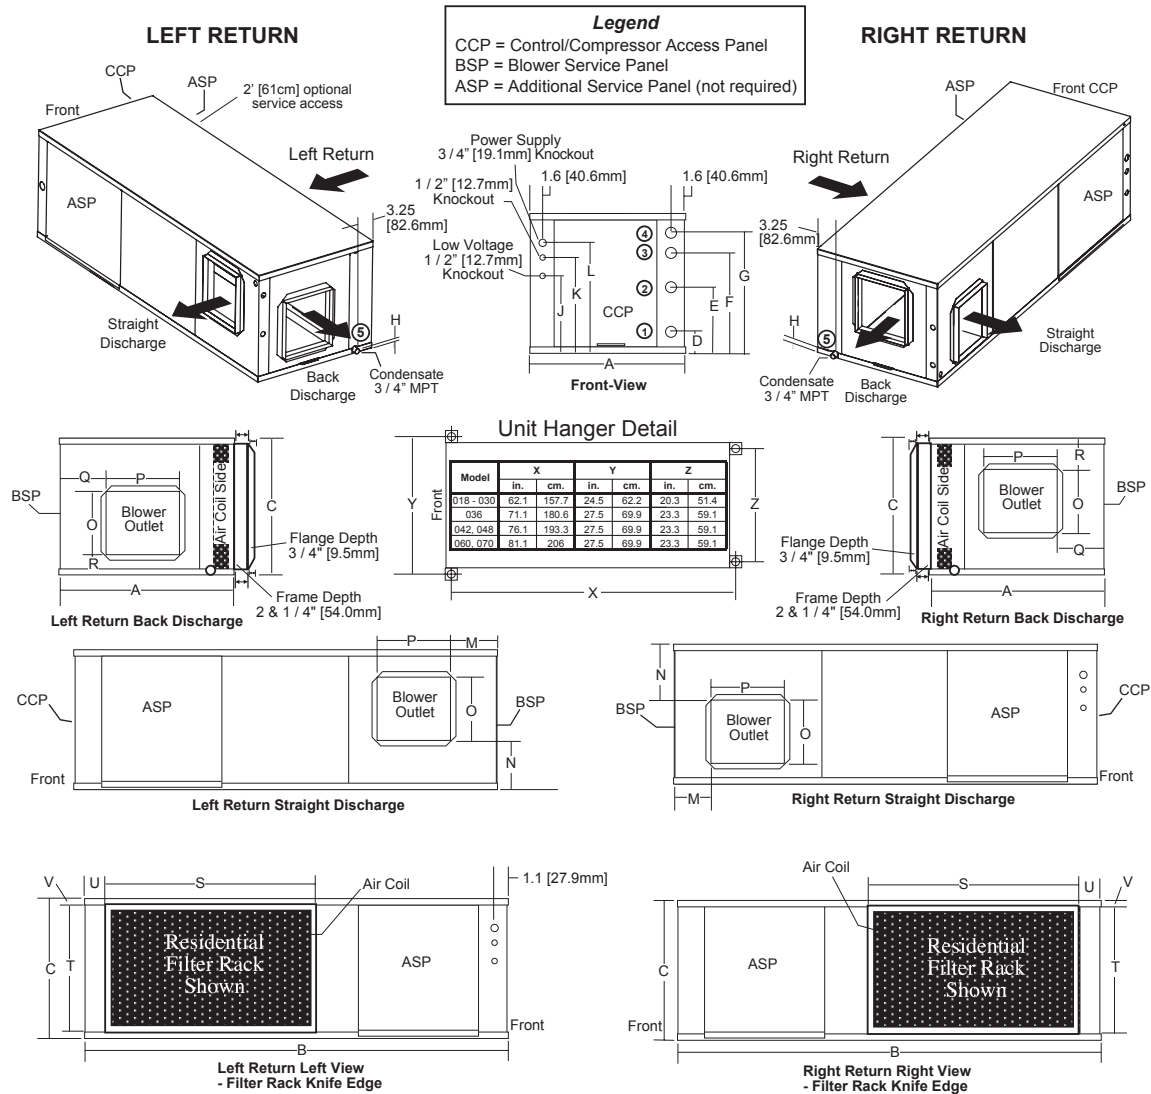 Legend
CCP = Control/Compressor Access Panel
BSP = Blower Service Panel
ASP = Additional Service Panel (not required)
LEFT RETURN
CCP
ASP
2' [61cm] optional
service access
Front
ASP
Left Return
3.25
[82.6mm]
Straight
Discharge
5
H
Back
Discharge
Condensate
3 / 4” MPT
Power Supply
3 / 4” [19.1mm] Knockout
1 / 2” [12.7mm]
Knockout
Low Voltage
1 / 2” [12.7mm]
Knockout
1.6 [40.6mm]
1.6 [40.6mm]
4
3
2
1
L
K
J
CCP
G
F
E
D
A
Front-View
RIGHT RETURN
ASP
Front CCP
Right Return
ASP
3.25
[82.6mm]
H
5
Straight
Discharge
Condensate
3 / 4” MPT
Back
Discharge
Q
P
BSP
O
Blower
Outlet
R
Air Coil Side
C
Flange Depth
3 / 4" [9.5mm]
A
Frame Depth
2 & 1 / 4" [54.0mm]
Left Return Back Discharge
Unit Hanger Detail
Y
Front
Z
X
Model X Y Z
in. cm. in. cm. in. cm.
018 - 030 62.1 157.7 24.5 62.2 20.3 51.4
036 71.1 180.6 27.5 69.9 23.3 59.1
042, 048 76.1 193.3 27.5 69.9 23.3 59.1
060, 070 81.1 206 27.5 69.9 23.3 59.1
P
R
C
Air Coil Side
Blower
Outlet
O
BSP
Flange Depth
3 / 4" [9.5mm]
Q
Frame Depth
2 & 1 / 4" [54.0mm]
A
Right Return Back Discharge
P
M
CCP
ASP
Blower
Outlet
O
BSP
N
Front
Left Return Straight Discharge
N
P
BSP
Blower
Outlet
O
ASP
CCP
M
Front
Right Return Straight Discharge
V
U
S
Air Coil
1.1 [27.9mm]
C
T
Residential
Filter Rack
Shown
ASP
Front
B
Left Return Left View
- Filter Rack Knife Edge
Air Coil
S
U
V
C
ASP
Residential
Filter Rack
Shown
T
Front
B
Right Return Right View
- Filter Rack Knife Edge